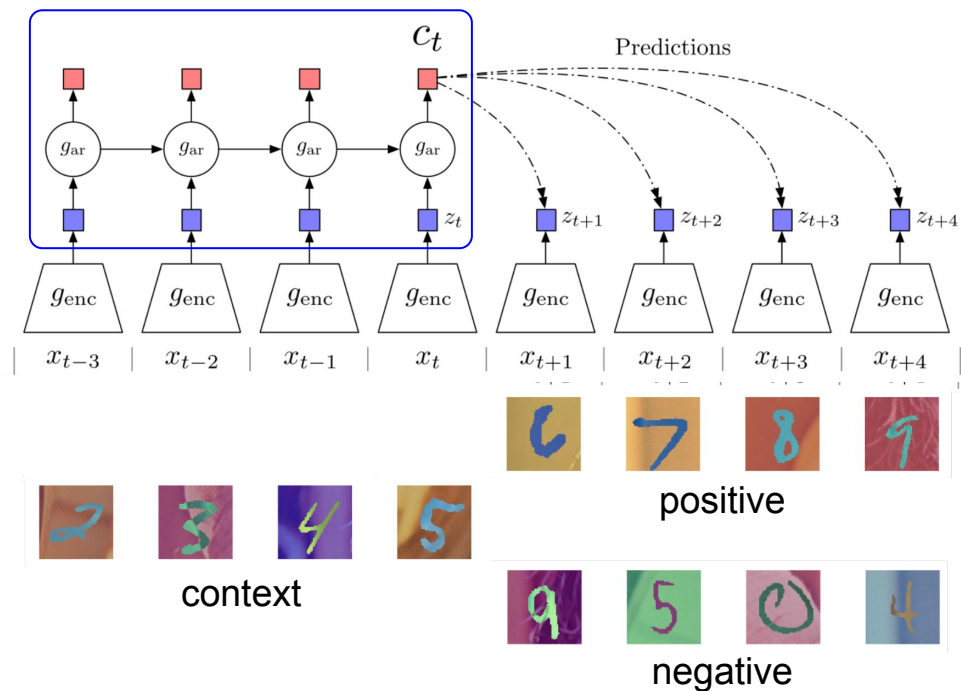 c_t
Predictions
g_ar g_ar g_ar g_ar
z_t z_{t+1} z_{t+2} z_{t+3} z_{t+4}
g_enc g_enc g_enc g_enc g_enc g_enc g_enc g_enc
| x_{t-3} | x_{t-2} | x_{t-1} | x_t | x_{t+1} | x_{t+2} | x_{t+3} | x_{t+4} |
6 7 8 9
positive
2 3 4 5
context
9 5 0 4
negative